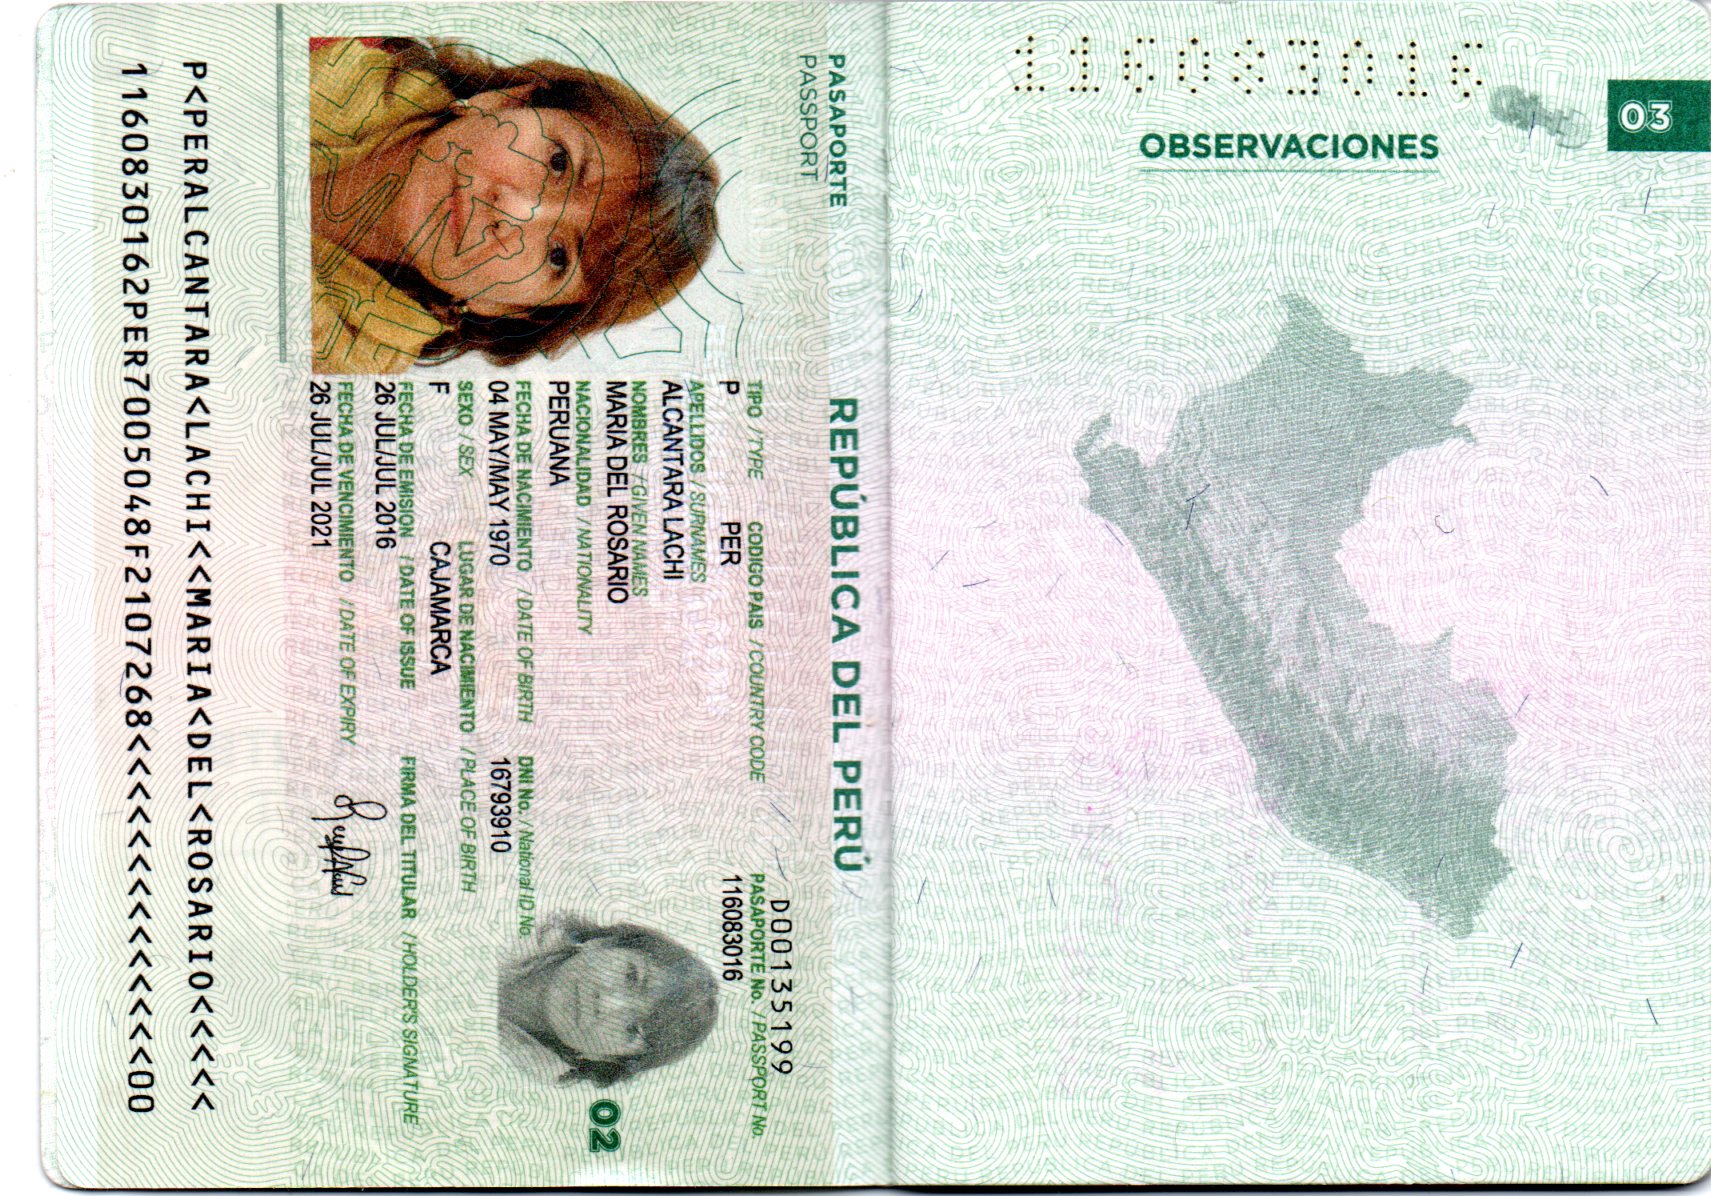 REPÚBLICA DEL PERÚ
PASAPORTE
PASSPORT
D00135199
TIPO / TYPE CODIGO PAIS / COUNTRY CODE PASAPORTE No. / PASSPORT No.
P PER 116083016
APELLIDOS / SURNAMES
ALCANTARA LACHI
NOMBRES / GIVEN NAMES
MARIA DEL ROSARIO
NACIONALIDAD / NATIONALITY
PERUANA
FECHA DE NACIMIENTO / DATE OF BIRTH DNI No. / National ID No.
04 MAY/MAY 1970 16793910
SEXO / SEX LUGAR DE NACIMIENTO / PLACE OF BIRTH
F CAJAMARCA
FECHA DE EMISION / DATE OF ISSUE FIRMA DEL TITULAR / HOLDER'S SIGNATURE
26 JUL/JUL 2016
FECHA DE VENCIMIENTO / DATE OF EXPIRY
26 JUL/JUL 2021
02
P<PERALCANTARA<LACHI<<MARIA<DEL<ROSARIO<<<<<
1160830162PER7005048F2107268<<<<<<<<<<<<<<00
116083016
03
OBSERVACIONES